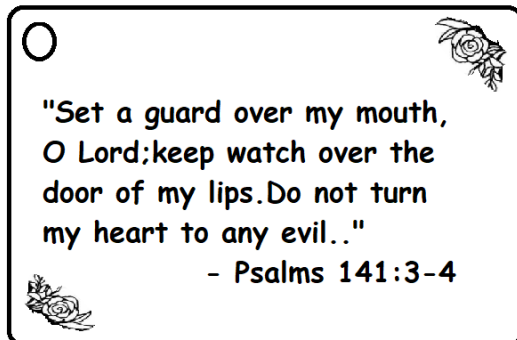 "Set a guard over my mouth,
O Lord;keep watch over the
door of my lips.Do not turn
my heart to any evil.."
- Psalms 141:3-4